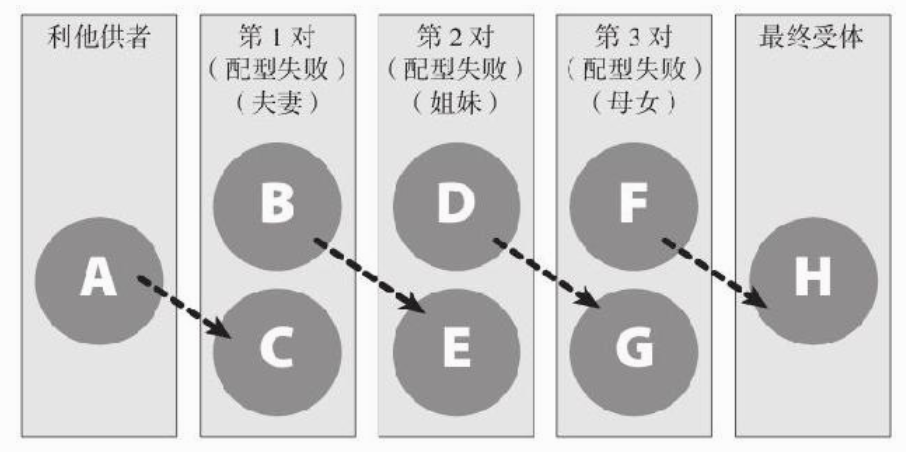 利他供者
第1对
（配型失败）
（夫妻）
第2对
（配型失败）
（姐妹）
第3对
（配型失败）
（母女）
最终受体
B
D
F
A
H
C
E
G